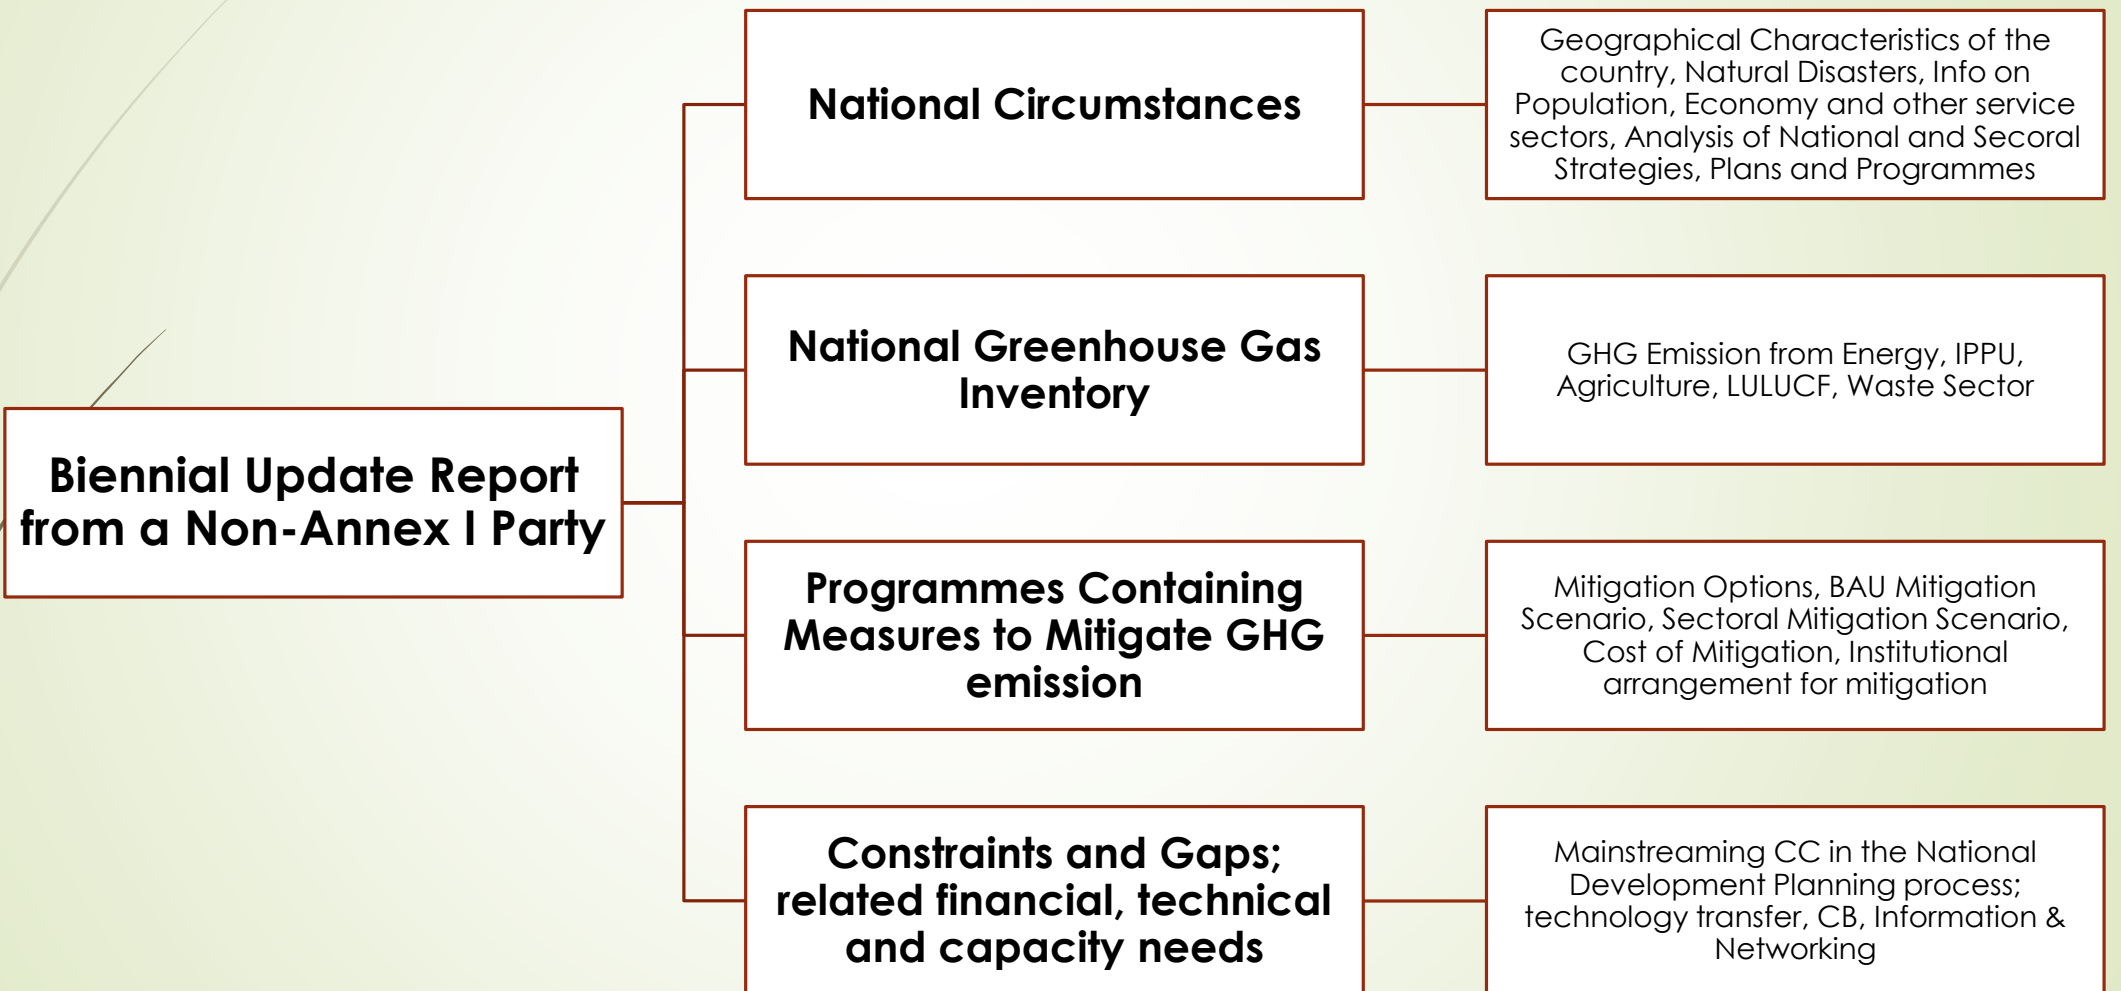 Biennial Update Report
from a Non-Annex I Party
National Circumstances
Geographical Characteristics of the
country, Natural Disasters, Info on
Population, Economy and other service
sectors, Analysis of National and Secoral
Strategies, Plans and Programmes
National Greenhouse Gas
Inventory
GHG Emission from Energy, IPPU,
Agriculture, LULUCF, Waste Sector
Programmes Containing
Measures to Mitigate GHG
emission
Mitigation Options, BAU Mitigation
Scenario, Sectoral Mitigation Scenario,
Cost of Mitigation, Institutional
arrangement for mitigation
Constraints and Gaps;
related financial, technical
and capacity needs
Mainstreaming CC in the National
Development Planning process;
technology transfer, CB, Information &
Networking